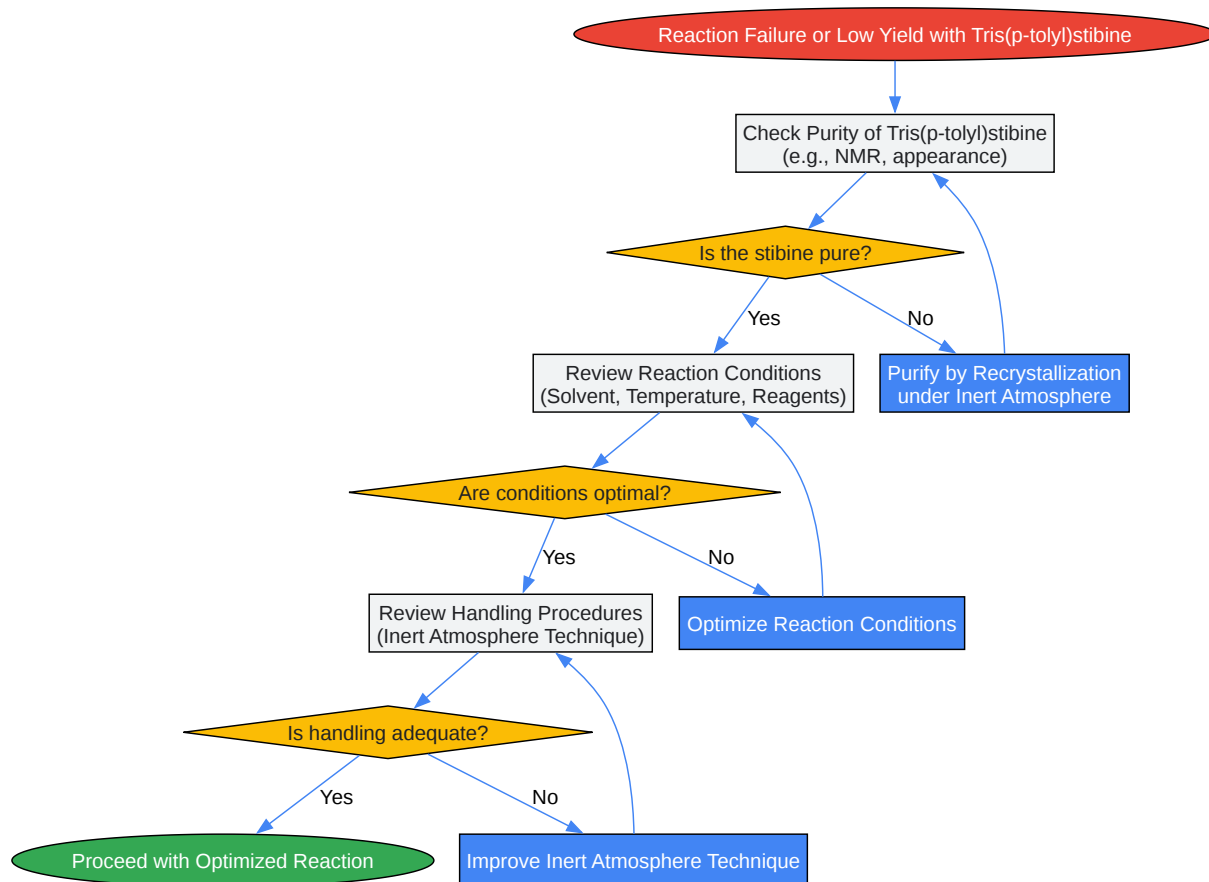 Reaction Failure or Low Yield with Tris(p-tolyl)stibine
Check Purity of Tris(p-tolyl)stibine
(e.g., NMR, appearance)
Is the stibine pure?
Yes
No
Review Reaction Conditions
(Solvent, Temperature, Reagents)
Purify by Recrystallization
under Inert Atmosphere
Are conditions optimal?
Yes
No
Review Handling Procedures
(Inert Atmosphere Technique)
Optimize Reaction Conditions
Is handling adequate?
Yes
No
Proceed with Optimized Reaction
Improve Inert Atmosphere Technique